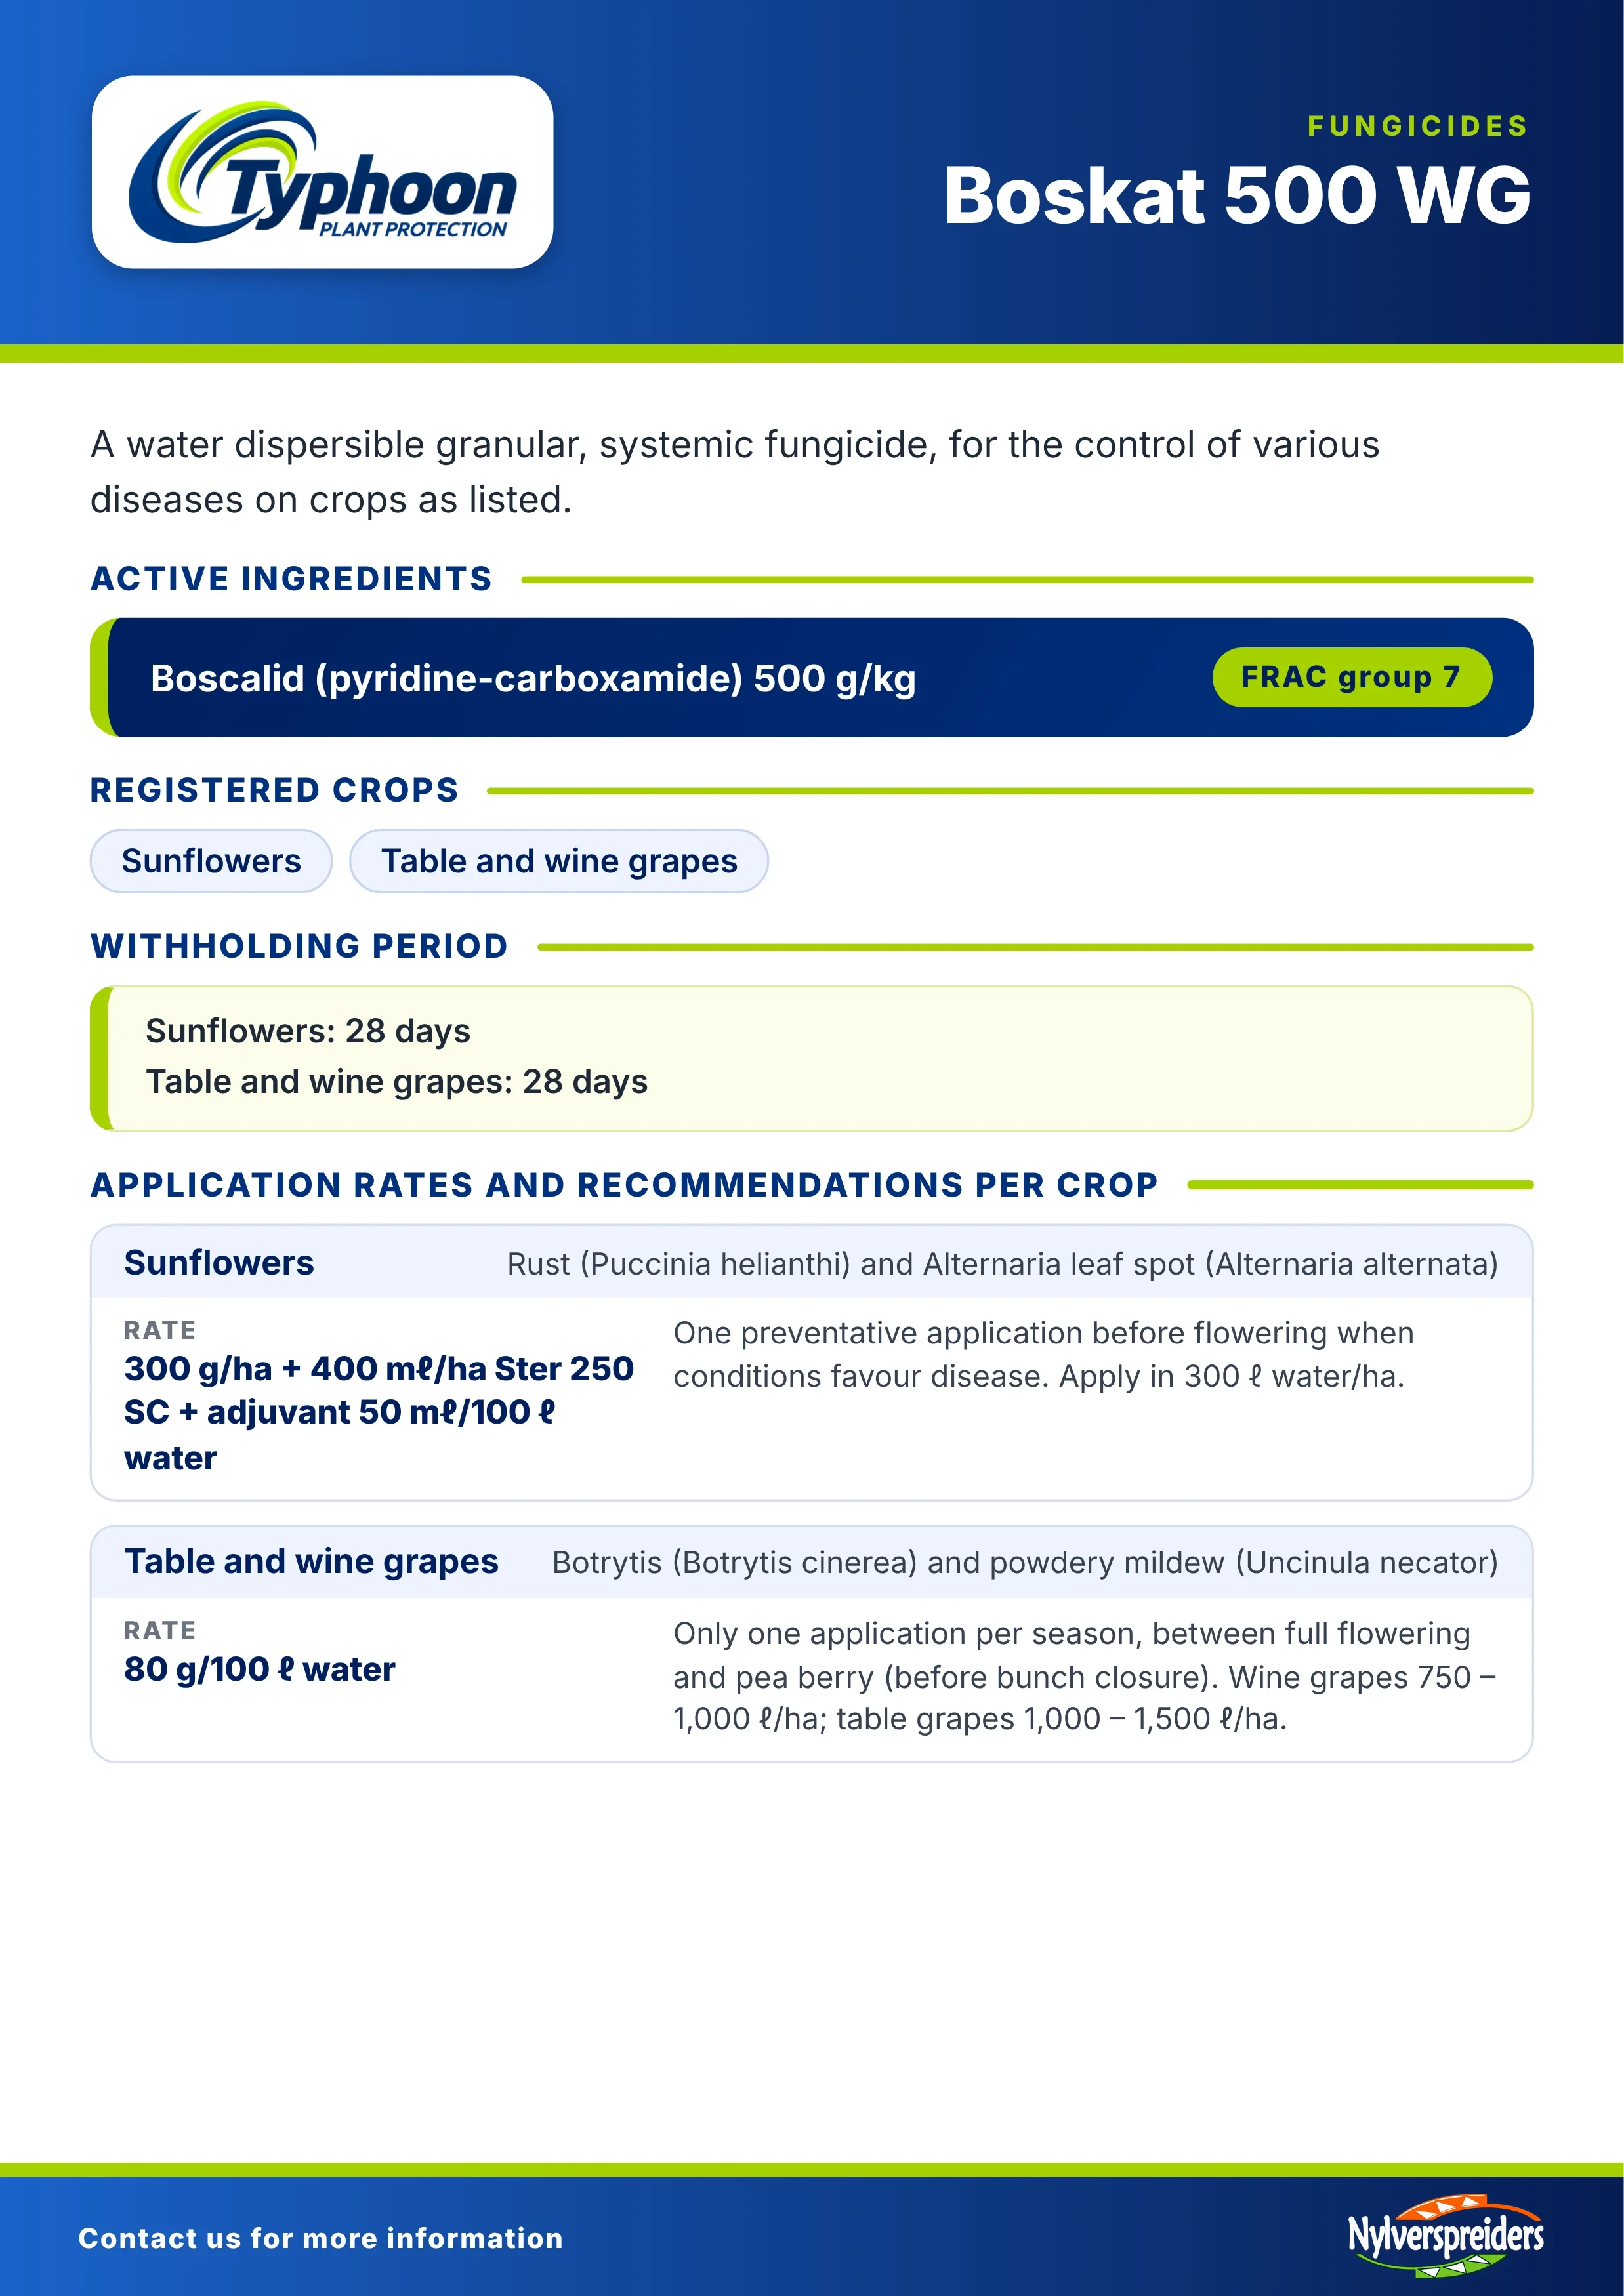 Typhoon
PLANT PROTECTION
FUNGICIDES
Boskat 500 WG
A water dispersible granular, systemic fungicide, for the control of various
diseases on crops as listed.
ACTIVE INGREDIENTS
Boscalid (pyridine-carboxamide) 500 g/kg
FRAC group 7
REGISTERED CROPS
Sunflowers
Table and wine grapes
WITHHOLDING PERIOD
Sunflowers: 28 days
Table and wine grapes: 28 days
APPLICATION RATES AND RECOMMENDATIONS PER CROP
Sunflowers
Rust (Puccinia helianthi) and Alternaria leaf spot (Alternaria alternata)
RATE
300 g/ha + 400 mℓ/ha Ster 250
SC + adjuvant 50 mℓ/100 ℓ
water
One preventative application before flowering when
conditions favour disease. Apply in 300 ℓ water/ha.
Table and wine grapes
Botrytis (Botrytis cinerea) and powdery mildew (Uncinula necator)
RATE
80 g/100 ℓ water
Only one application per season, between full flowering
and pea berry (before bunch closure). Wine grapes 750 –
1,000 ℓ/ha; table grapes 1,000 – 1,500 ℓ/ha.
Contact us for more information
Nylverspreiders